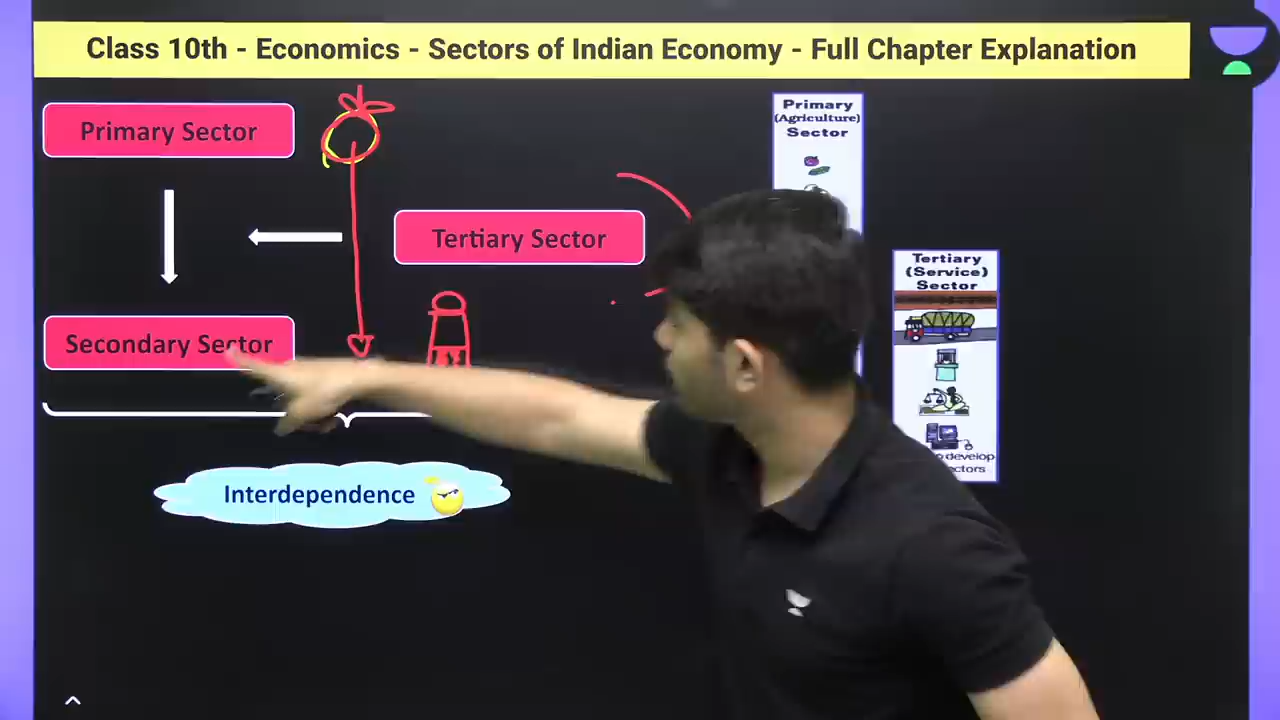 Class 10th - Economics - Sectors of Indian Economy - Full Chapter Explanation
Primary Sector
Tertiary Sector
Secondary Sector
Interdependence
Primary
(Agriculture)
Sector
Tertiary
(Service)
Sector
develop